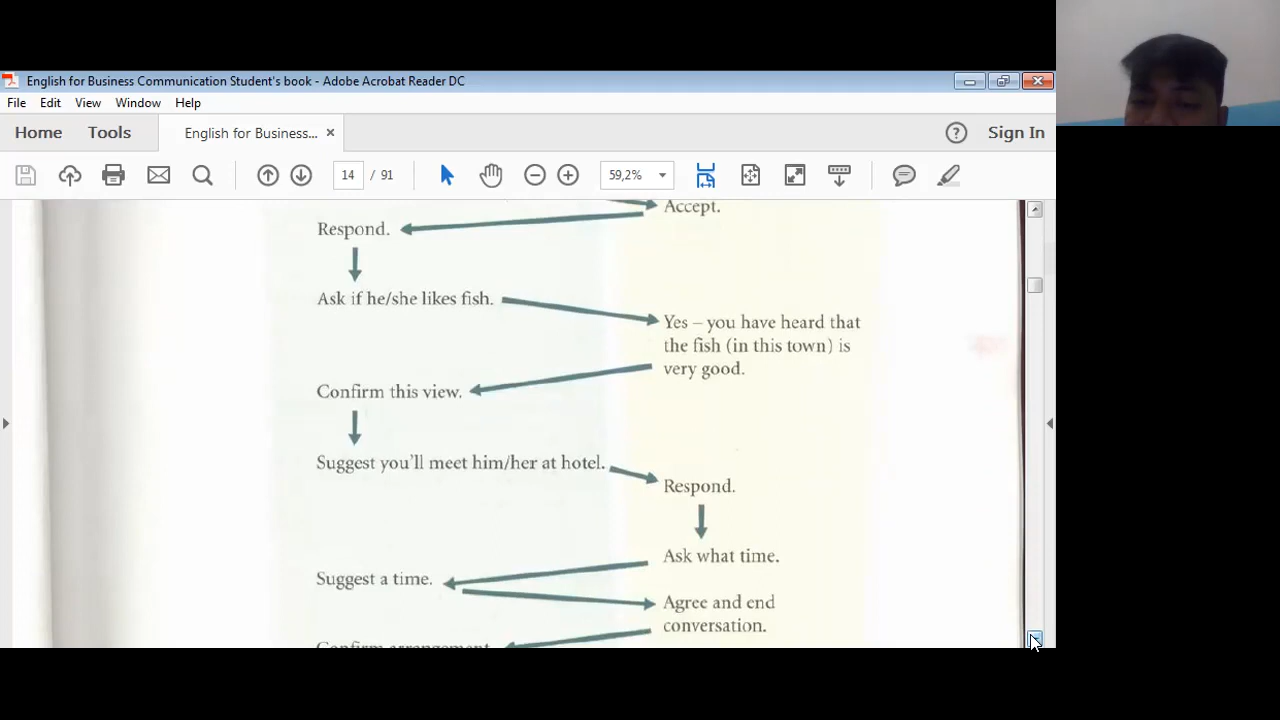 English for Business Communication Student's book - Adobe Acrobat Reader DC
File Edit View Window Help
Home Tools English for Business... × ? Sign In
14 / 91 59,2%
Accept.
Respond.
Ask if he/she likes fish.
Yes – you have heard that
the fish (in this town) is
very good.
Confirm this view.
Suggest you'll meet him/her at hotel.
Respond.
Ask what time.
Suggest a time.
Agree and end
conversation.
Confirm arrangement